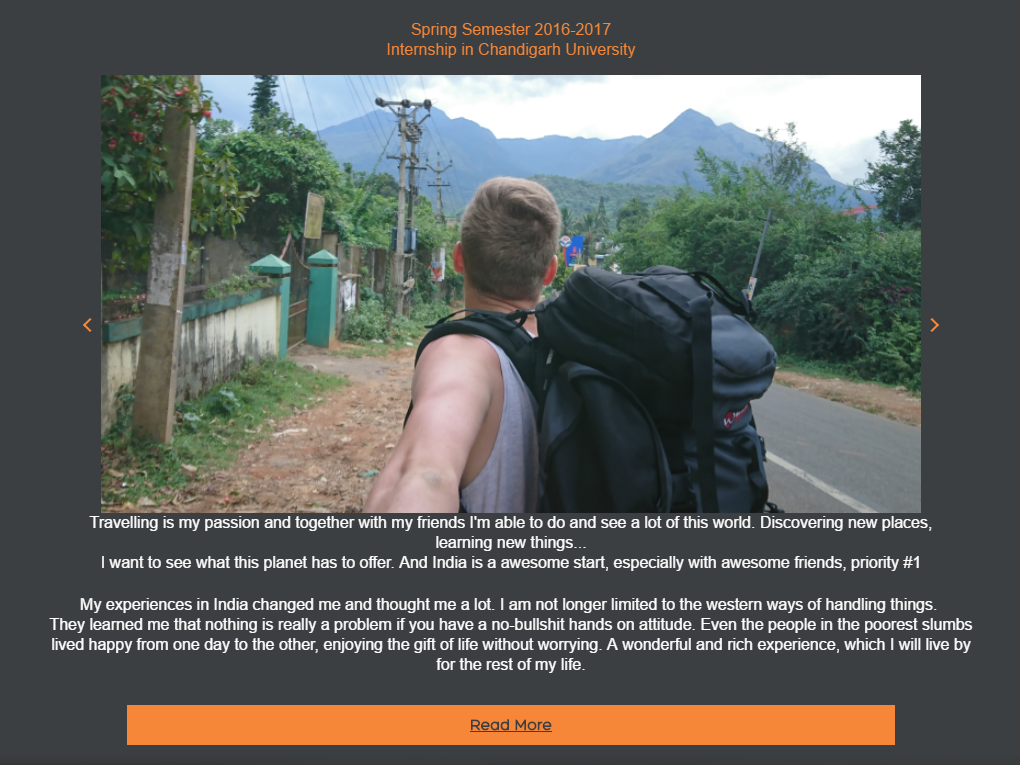 Spring Semester 2016-2017
Internship in Chandigarh University
Travelling is my passion and together with my friends I'm able to do and see a lot of this world. Discovering new places,
learning new things...
I want to see what this planet has to offer. And India is a awesome start, especially with awesome friends, priority #1
My experiences in India changed me and thought me a lot. I am not longer limited to the western ways of handling things.
They learned me that nothing is really a problem if you have a no-bullshit hands on attitude. Even the people in the poorest slumbs
lived happy from one day to the other, enjoying the gift of life without worrying. A wonderful and rich experience, which I will live by
for the rest of my life.
Read More